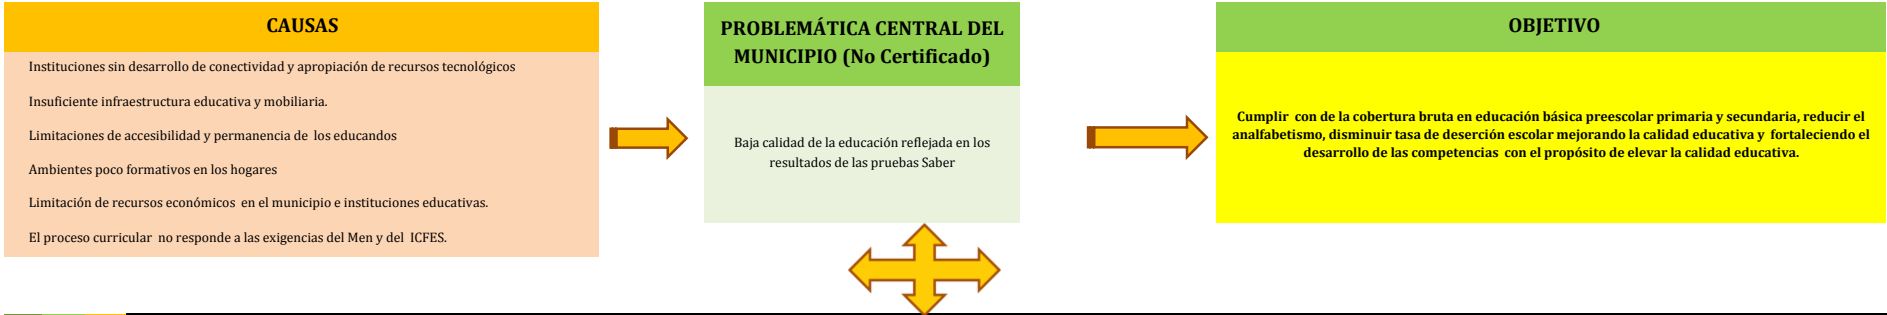 CAUSAS
Instituciones sin desarrollo de conectividad y apropiación de recursos tecnológicos
Insuficiente infraestructura educativa y mobiliaria.
Limitaciones de accesibilidad y permanencia de los educandos
Ambientes poco formativos en los hogares
Limitación de recursos económicos en el municipio e instituciones educativas.
El proceso curricular no responde a las exigencias del Men y del ICFES.
PROBLEMÁTICA CENTRAL DEL
MUNICIPIO (No Certificado)
Baja calidad de la educación reflejada en los
resultados de las pruebas Saber
OBJETIVO
Cumplir con de la cobertura bruta en educación básica preescolar primaria y secundaria, reducir el
analfabetismo, disminuir tasa de deserción escolar mejorando la calidad educativa y fortaleciendo el
desarrollo de las competencias con el propósito de elevar la calidad educativa.